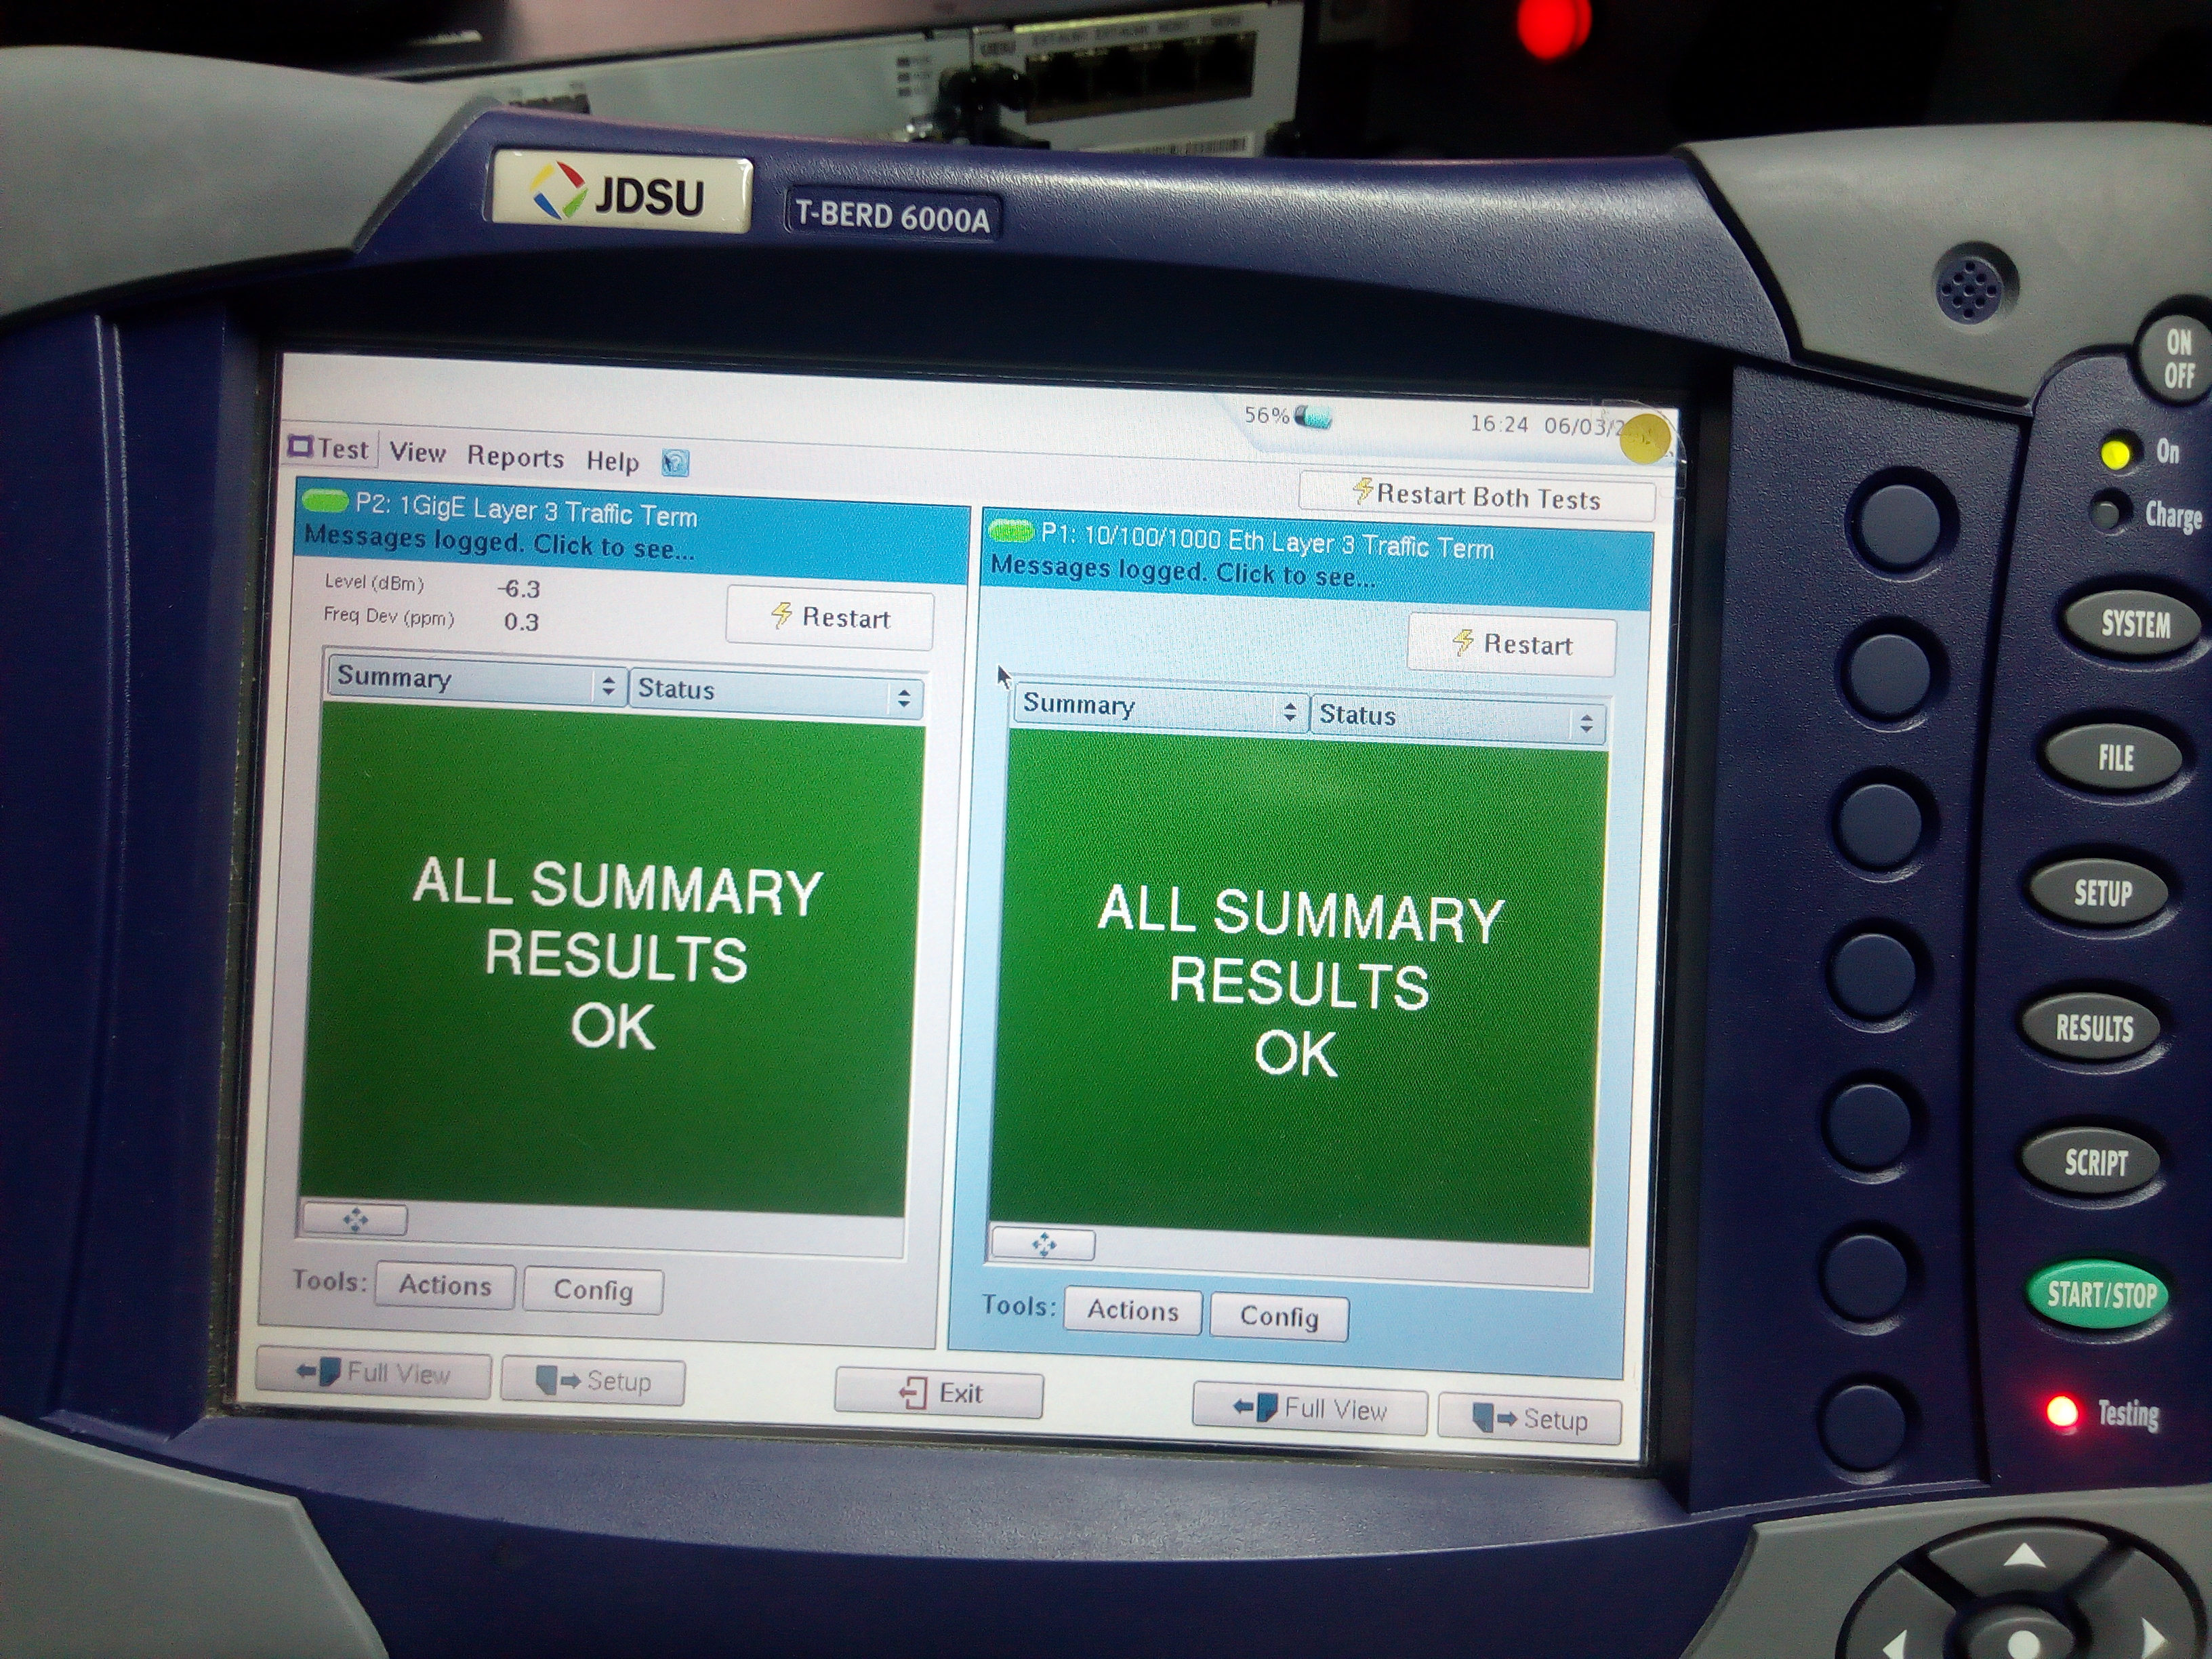 JDSU
T-BERD 6000A
ON
OFF
On
Charge
SYSTEM
FILE
SETUP
RESULTS
SCRIPT
START/STOP
Testing
56%
16:24 06/03/2
Test View Reports Help
Restart Both Tests
P2: 1GigE Layer 3 Traffic Term
Messages logged. Click to see...
Level (dBm) -6.3
Freq Dev (ppm) 0.3
Restart
Summary
Status
ALL SUMMARY
RESULTS
OK
Tools: Actions Config
Full View Setup
P1: 10/100/1000 Eth Layer 3 Traffic Term
Messages logged. Click to see...
Restart
Summary
Status
ALL SUMMARY
RESULTS
OK
Tools: Actions Config
Exit
Full View Setup